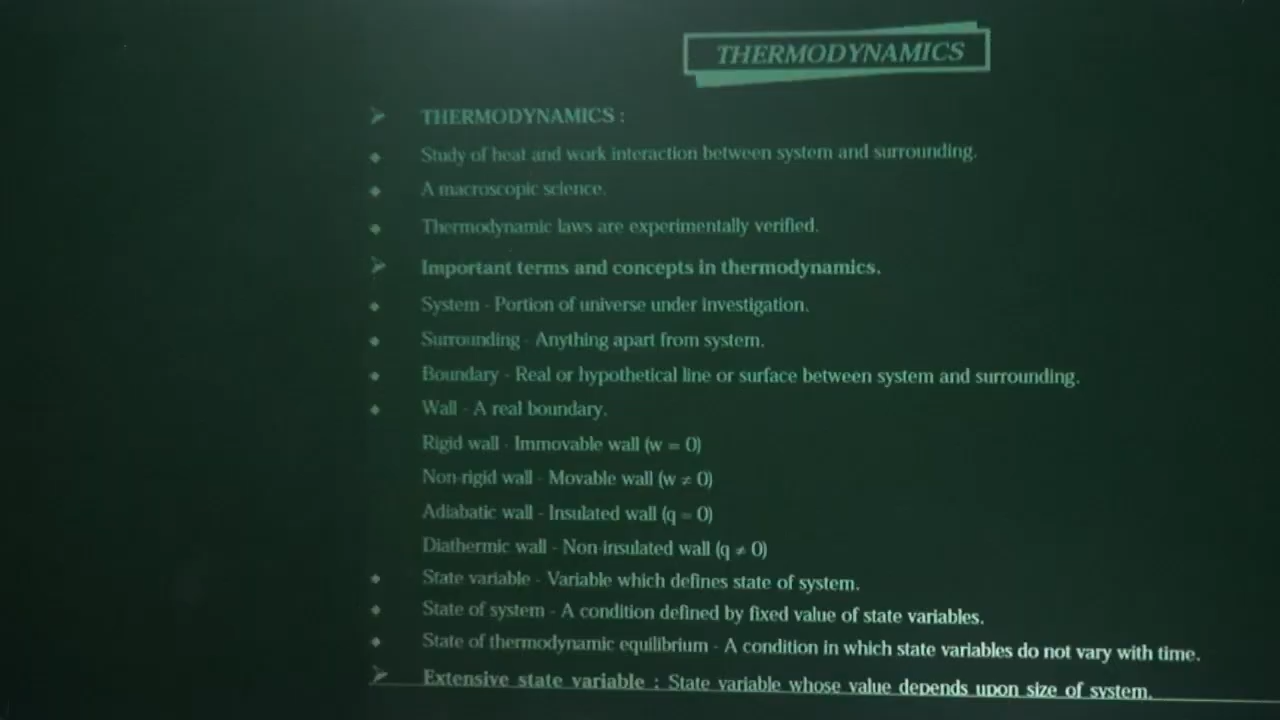 THERMODYNAMICS
➤ THERMODYNAMICS :
◆ Study of heat and work interaction between system and surrounding.
◆ A macroscopic science.
◆ Thermodynamic laws are experimentally verified.
➤ Important terms and concepts in thermodynamics.
◆ System - Portion of universe under investigation.
◆ Surrounding - Anything apart from system.
◆ Boundary - Real or hypothetical line or surface between system and surrounding.
◆ Wall - A real boundary.
Rigid wall - Immovable wall (w = 0)
Non-rigid wall - Movable wall (w ≠ 0)
Adiabatic wall - Insulated wall (q = 0)
Diathermic wall - Non-insulated wall (q ≠ 0)
◆ State variable - Variable which defines state of system.
◆ State of system - A condition defined by fixed value of state variables.
◆ State of thermodynamic equilibrium - A condition in which state variables do not vary with time.
➤ Extensive state variable : State variable whose value depends upon size of system.